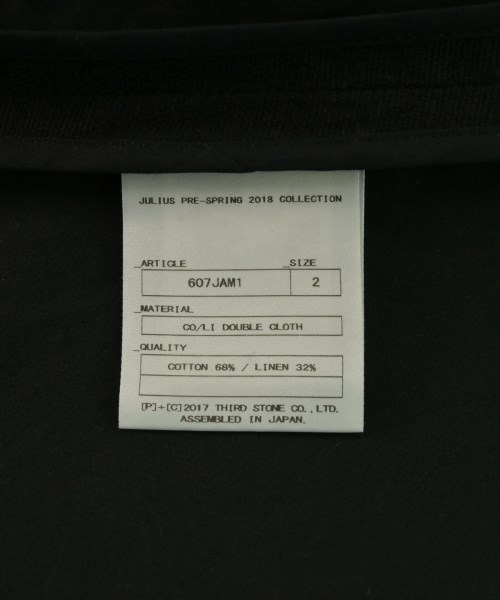 JULIUS PRE-SPRING 2018 COLLECTION
_ARTICLE _SIZE
607JAM1 2
_MATERIAL
CO/LI DOUBLE CLOTH
_QUALITY
COTTON 68% / LINEN 32%
[P]+[C]2017 THIRD STONE CO.,LTD.
ASSEMBLED IN JAPAN.